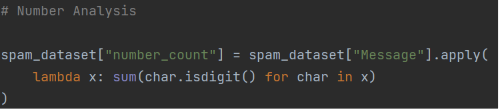 # Number Analysis
spam_dataset["number_count"] = spam_dataset["Message"].apply(
    lambda x: sum(char.isdigit() for char in x)
)